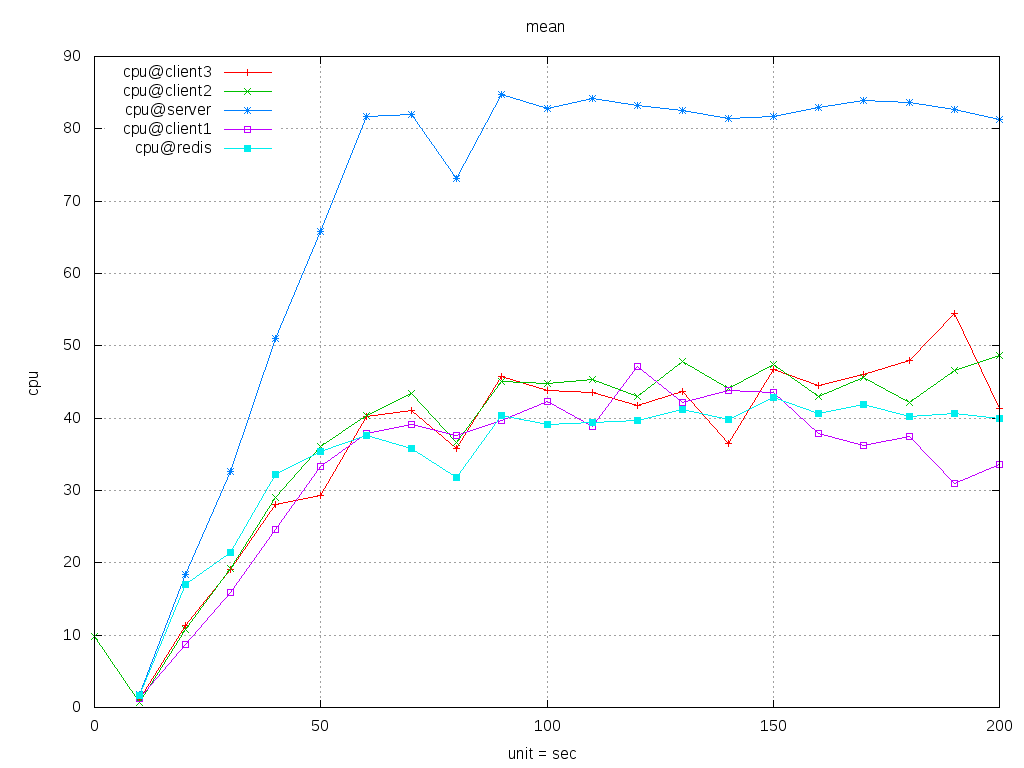 mean
90
80
70
60
50
40
30
20
10
0
cpu@client3
cpu@client2
cpu@server
cpu@client1
cpu@redis
cpu
0 50 100 150 200
unit = sec